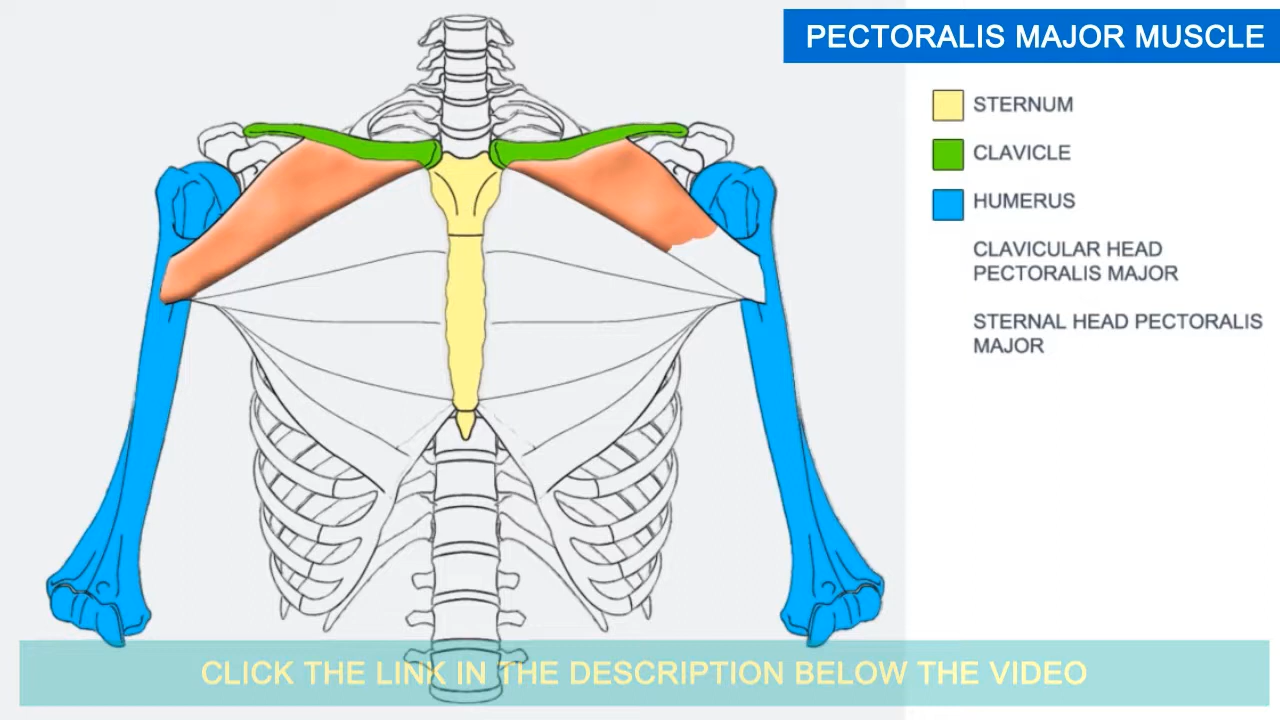 PECTORALIS MAJOR MUSCLE
STERNUM
CLAVICLE
HUMERUS
CLAVICULAR HEAD
PECTORALIS MAJOR
STERNAL HEAD PECTORALIS
MAJOR
CLICK THE LINK IN THE DESCRIPTION BELOW THE VIDEO